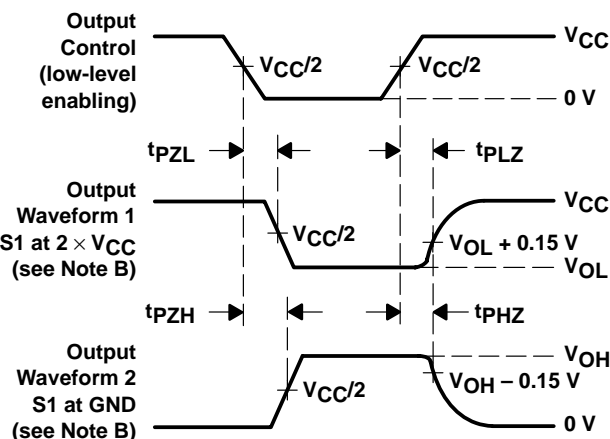 Output
Control
(low-level
enabling)
VCC/2
VCC/2
VCC
0 V
tPZL
tPLZ
Output
Waveform 1
S1 at 2 × VCC
(see Note B)
VCC/2
VCC
VOL + 0.15 V
VOL
tPZH
tPHZ
Output
Waveform 2
S1 at GND
(see Note B)
VCC/2
VOH
VOH – 0.15 V
0 V